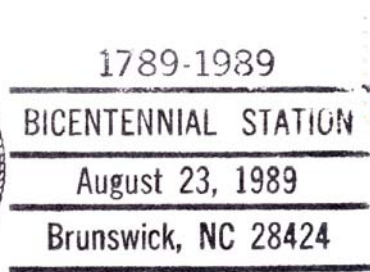 1789-1989
BICENTENNIAL STATION
August 23, 1989
Brunswick, NC 28424